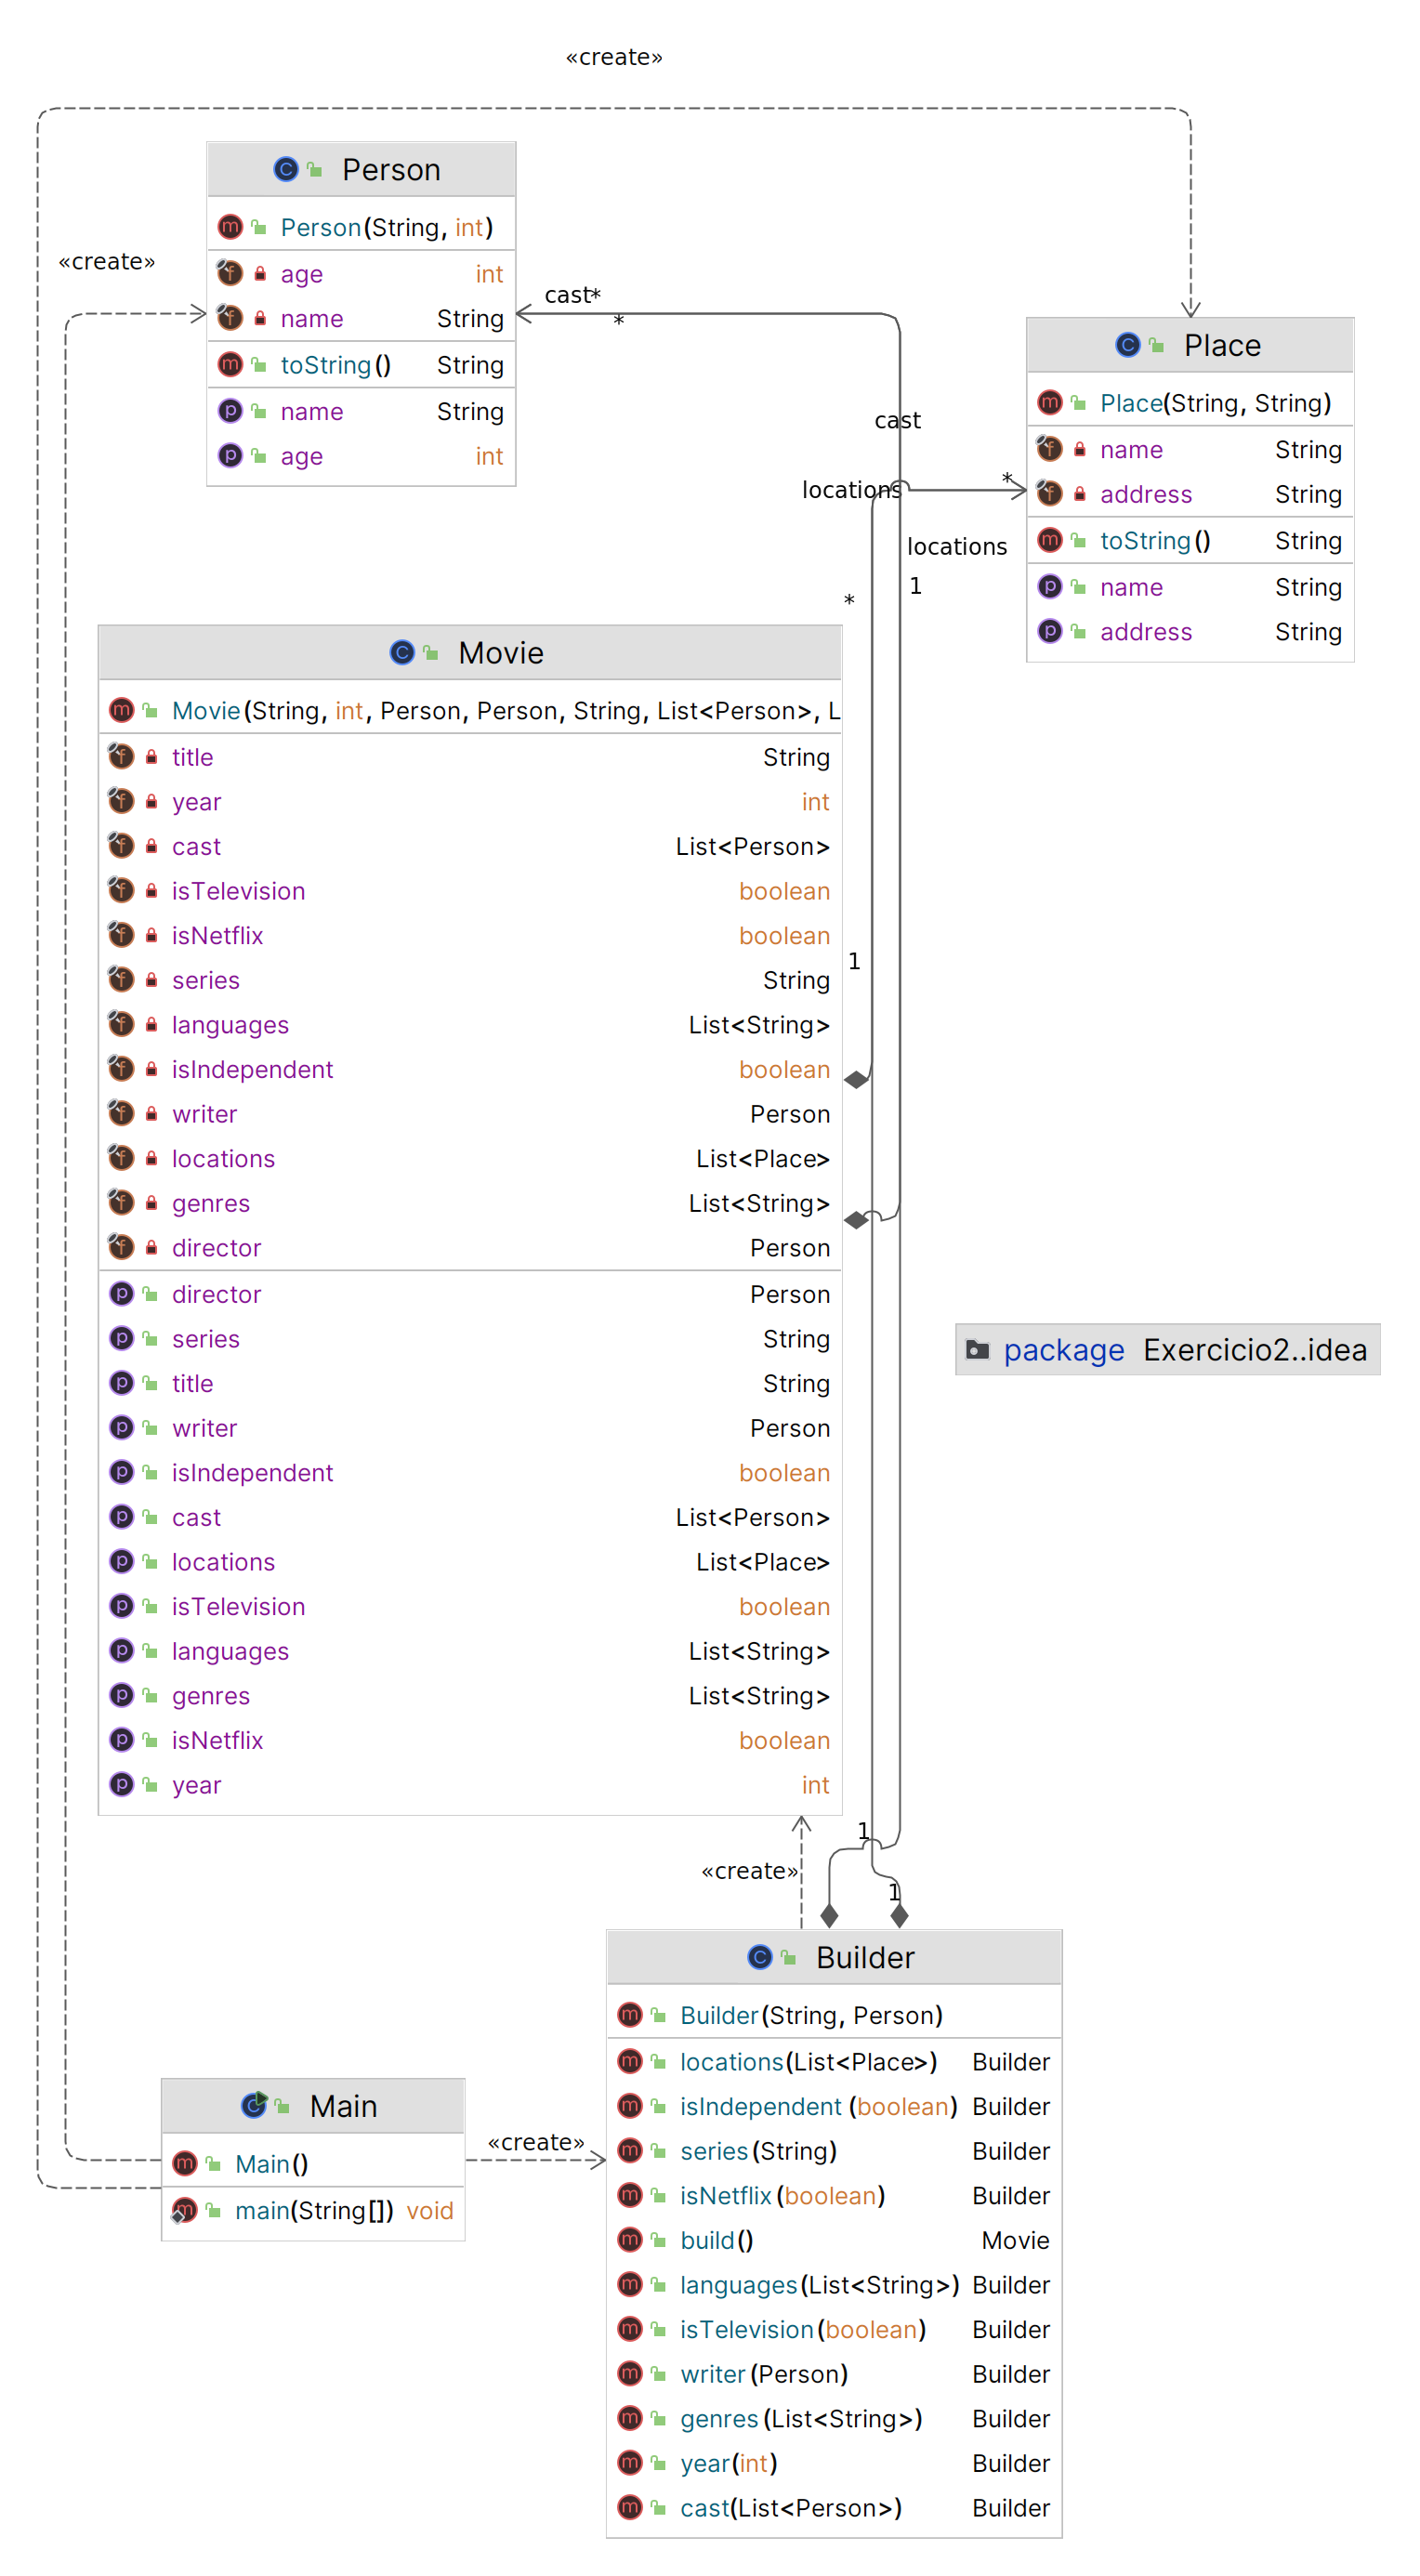 «create»
Person
Person(String, int)
age int
name String
toString() String
name String
age int
«create»
cast*
*
cast
locations
*
locations
1
*
Place
Place(String, String)
name String
address String
toString() String
name String
address String
Movie
Movie(String, int, Person, Person, String, List<Person>, L
title String
year int
cast List<Person>
isTelevision boolean
isNetflix boolean
series String
languages List<String>
isIndependent boolean
writer Person
locations List<Place>
genres List<String>
director Person
director Person
series String
title String
writer Person
isIndependent boolean
cast List<Person>
locations List<Place>
isTelevision boolean
languages List<String>
genres List<String>
isNetflix boolean
year int
1
package Exercicio2..idea
1
«create»
1
Builder
Builder(String, Person)
locations(List<Place>) Builder
isIndependent(boolean) Builder
series(String) Builder
isNetflix(boolean) Builder
build() Movie
languages(List<String>) Builder
isTelevision(boolean) Builder
writer(Person) Builder
genres(List<String>) Builder
year(int) Builder
cast(List<Person>) Builder
Main
Main()
main(String[]) void
«create»